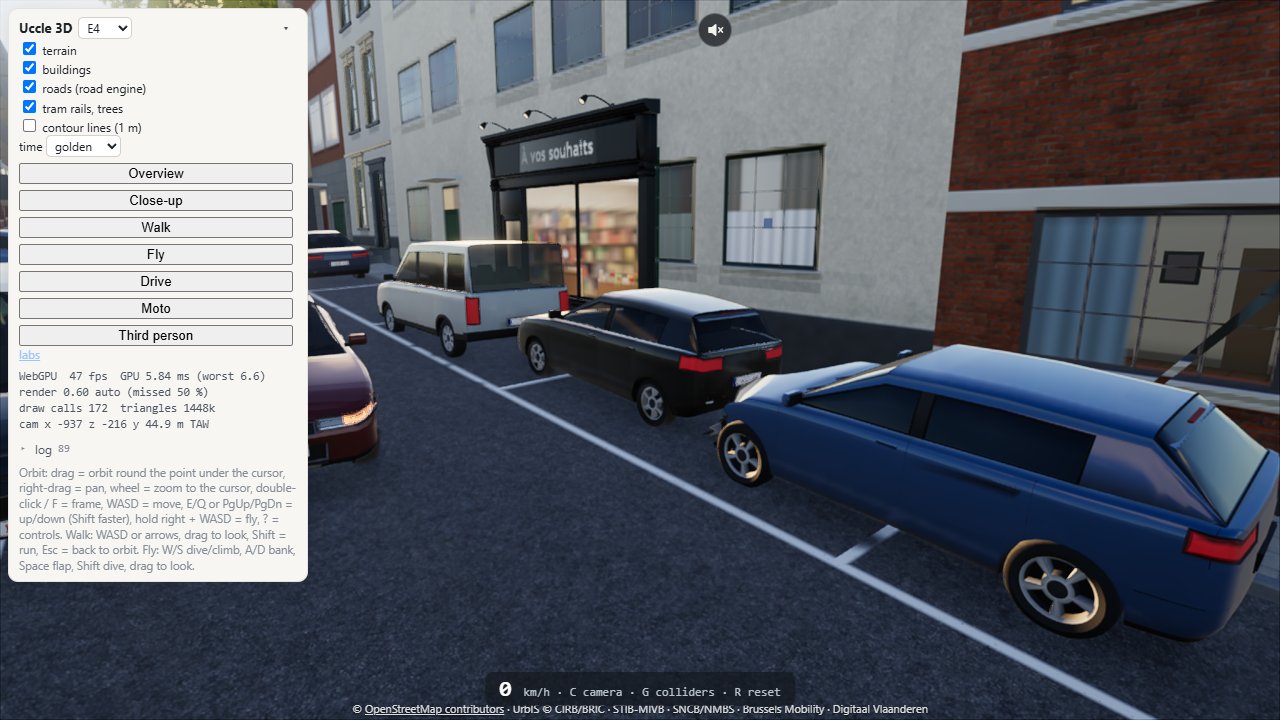 Uccle 3D E4
terrain
buildings
roads (road engine)
tram rails, trees
contour lines (1 m)
time golden
Overview
Close-up
Walk
Fly
Drive
Moto
Third person
labs
WebGPU 47 fps GPU 5.84 ms (worst 6.6)
render 0.60 auto (missed 50 %)
draw calls 172 triangles 1448k
cam x -937 z -216 y 44.9 m TAW
log 89
Orbit: drag = orbit round the point under the cursor,
right-drag = pan, wheel = zoom to the cursor, double-
click / F = frame, WASD = move, E/Q or PgUp/PgDn =
up/down (Shift faster), hold right + WASD = fly, ? =
controls. Walk: WASD or arrows, drag to look, Shift =
run, Esc = back to orbit. Fly: W/S dive/climb, A/D bank,
Space flap, Shift dive, drag to look.
À vos souhaits
0 km/h · C camera · G colliders · R reset
© OpenStreetMap contributors · UrbIS © CIRB/BRIC · STIB-MIVB · SNCB/NMBS · Brussels Mobility · Digitaal Vlaanderen